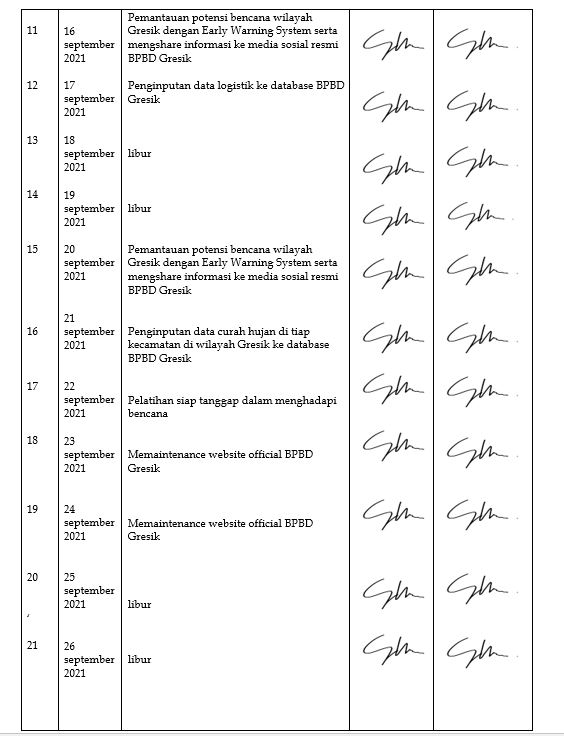 11
16
september
2021
Pemantauan potensi bencana wilayah
Gresik dengan Early Warning System serta
mengshare informasi ke media sosial resmi
BPBD Gresik
12
17
september
2021
Penginputan data logistik ke database BPBD
Gresik
13
18
september
2021
libur
14
19
september
2021
libur
15
20
september
2021
Pemantauan potensi bencana wilayah
Gresik dengan Early Warning System serta
mengshare informasi ke media sosial resmi
BPBD Gresik
16
21
september
2021
Penginputan data curah hujan di tiap
kecamatan di wilayah Gresik ke database
BPBD Gresik
17
22
september
2021
Pelatihan siap tanggap dalam menghadapi
bencana
18
23
september
2021
Memaintenance website official BPBD
Gresik
19
24
september
2021
Memaintenance website official BPBD
Gresik
20
25
september
2021
libur
21
26
september
2021
libur